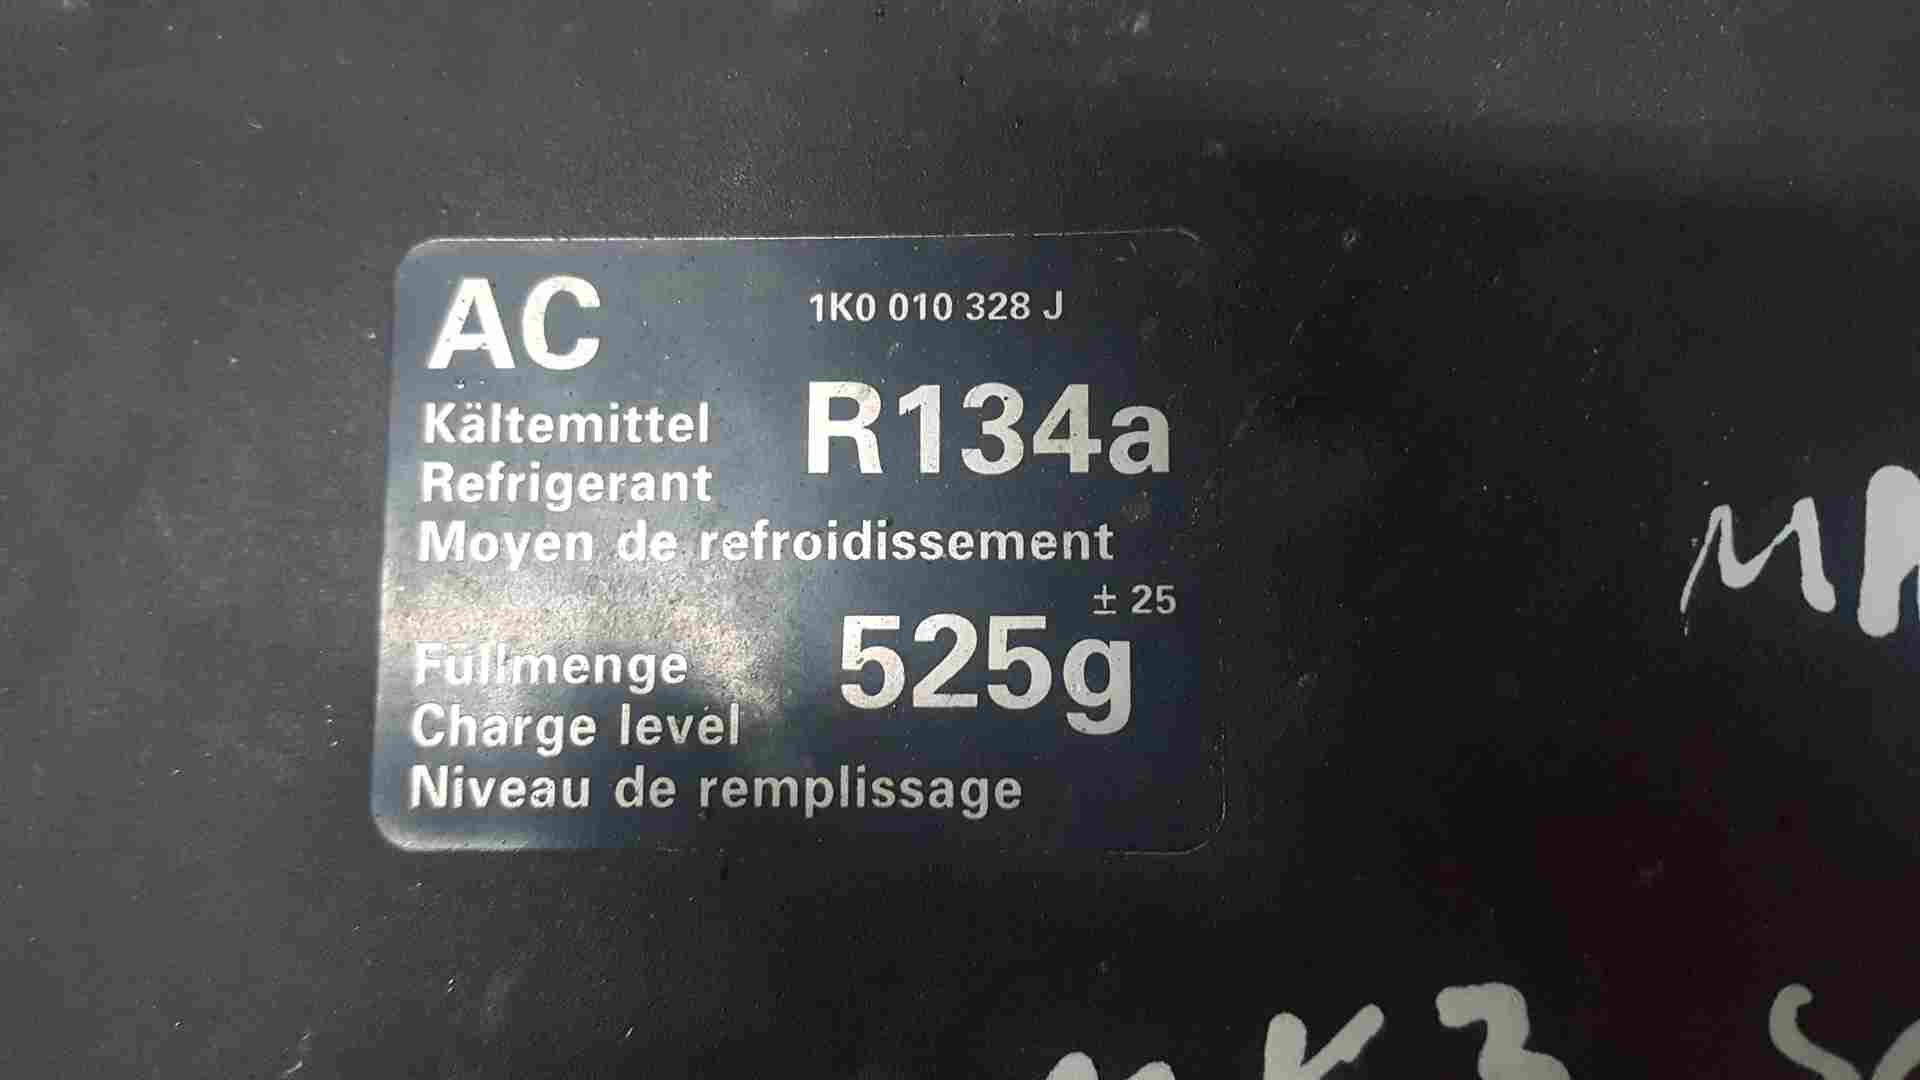 AC
1K0 010 328 J
Kältemittel
R134a
Refrigerant
Moyen de refroidissement
± 25
525g
Füllmenge
Charge level
Niveau de remplissage